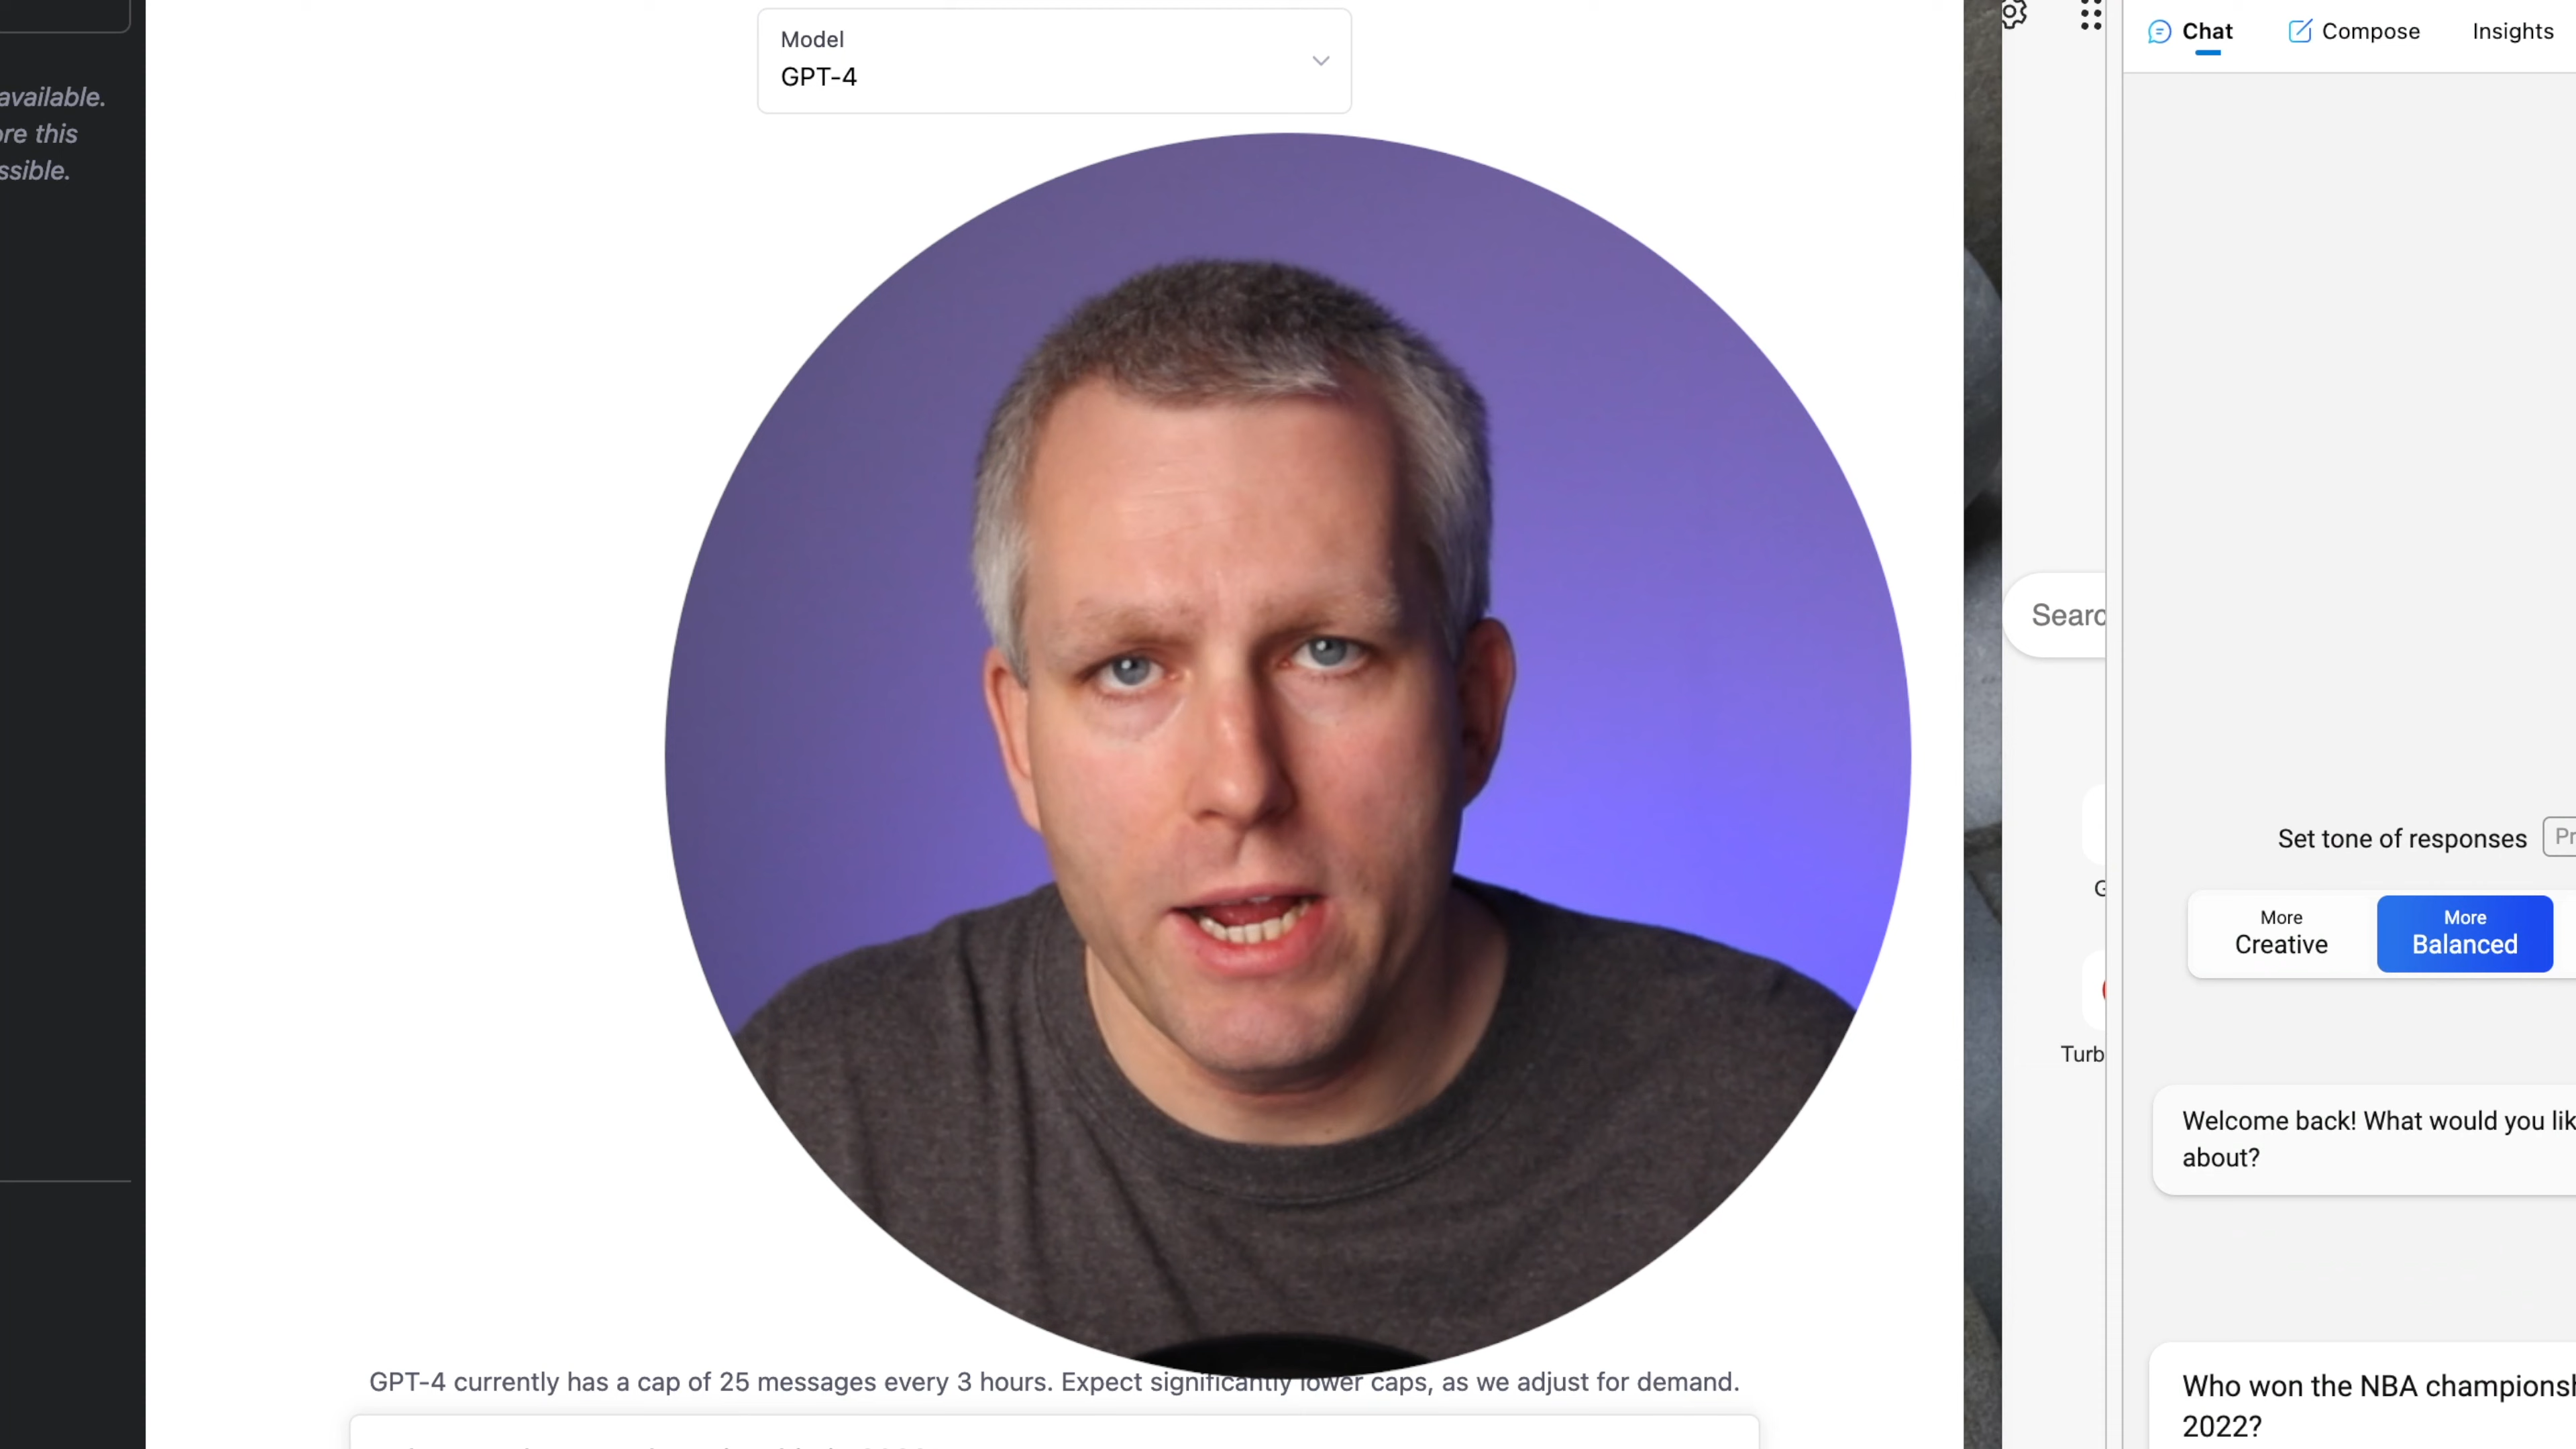 available.
ore this
ssible.
Model
GPT-4
GPT-4 currently has a cap of 25 messages every 3 hours. Expect significantly lower caps, as we adjust for demand.
Searc
Turb
Chat Compose Insights
Set tone of responses
More
Creative
More
Balanced
Welcome back! What would you lik
about?
Who won the NBA champions
2022?